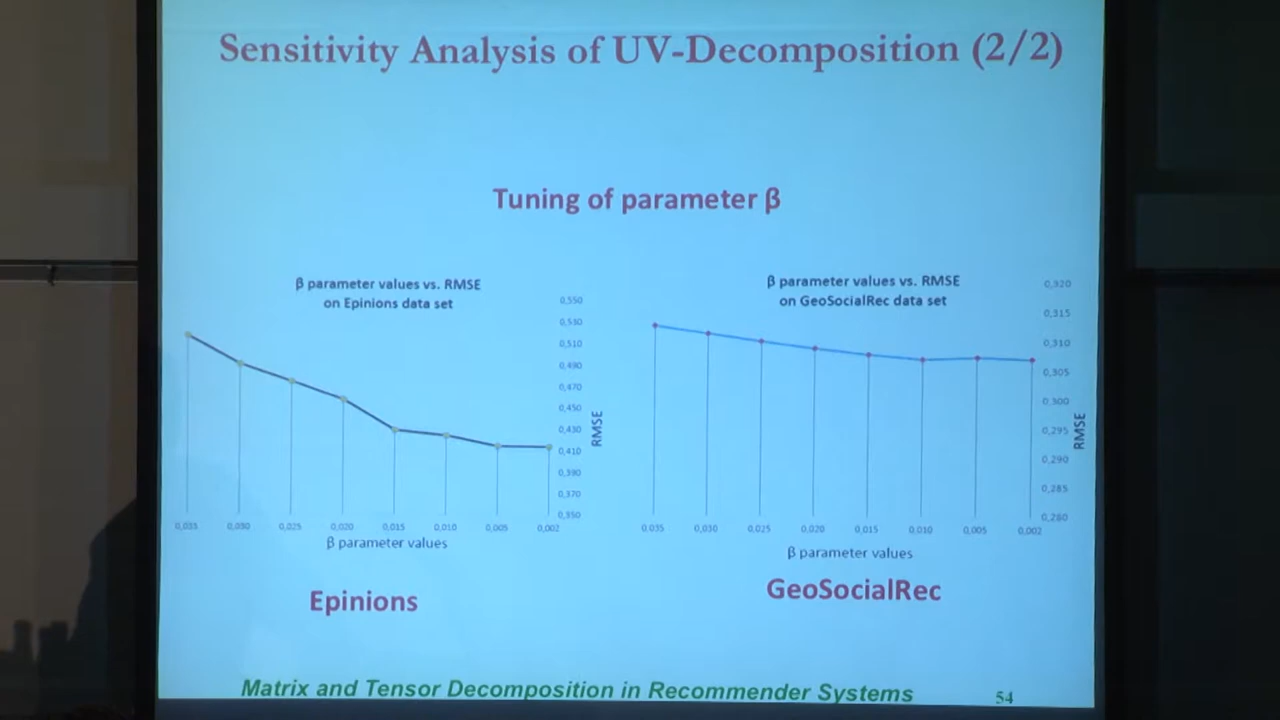 Sensitivity Analysis of UV-Decomposition (2/2)
Tuning of parameter β
β parameter values vs. RMSE
on Epinions data set
0,550
0,530
0,510
0,490
0,470
0,450
0,430
0,410
0,390
0,370
0,350
RMSE
0,035 0,030 0,025 0,020 0,015 0,010 0,005 0,002
β parameter values
Epinions
β parameter values vs. RMSE
on GeoSocialRec data set
0,320
0,315
0,310
0,305
0,300
0,295
0,290
0,285
0,280
RMSE
0,035 0,030 0,025 0,020 0,015 0,010 0,005 0,002
β parameter values
GeoSocialRec
Matrix and Tensor Decomposition in Recommender Systems
54